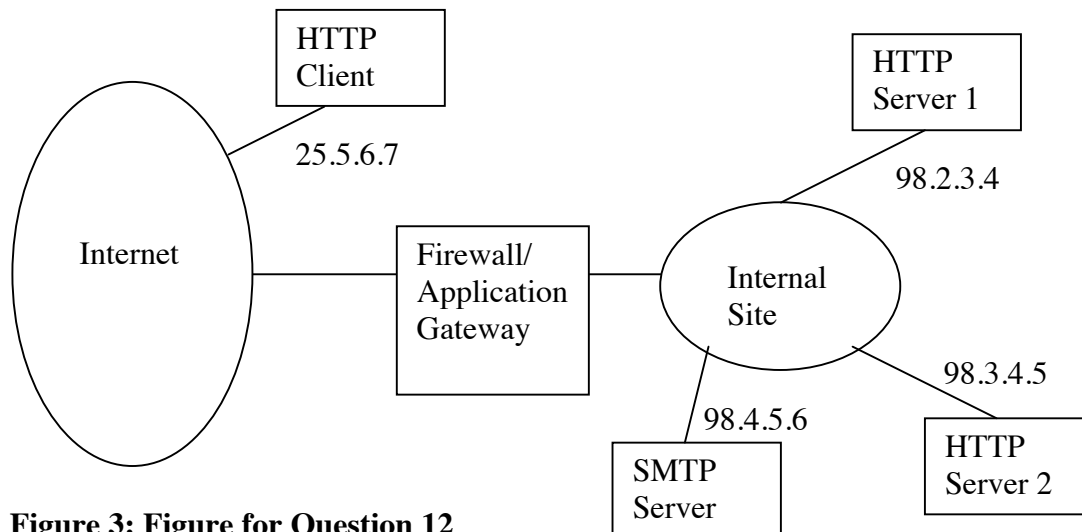 HTTP
Client
25.5.6.7
HTTP
Server 1
98.2.3.4
Internet
Firewall/
Application
Gateway
Internal
Site
98.3.4.5
HTTP
Server 2
98.4.5.6
SMTP
Server
Figure 3: Figure for Question 12